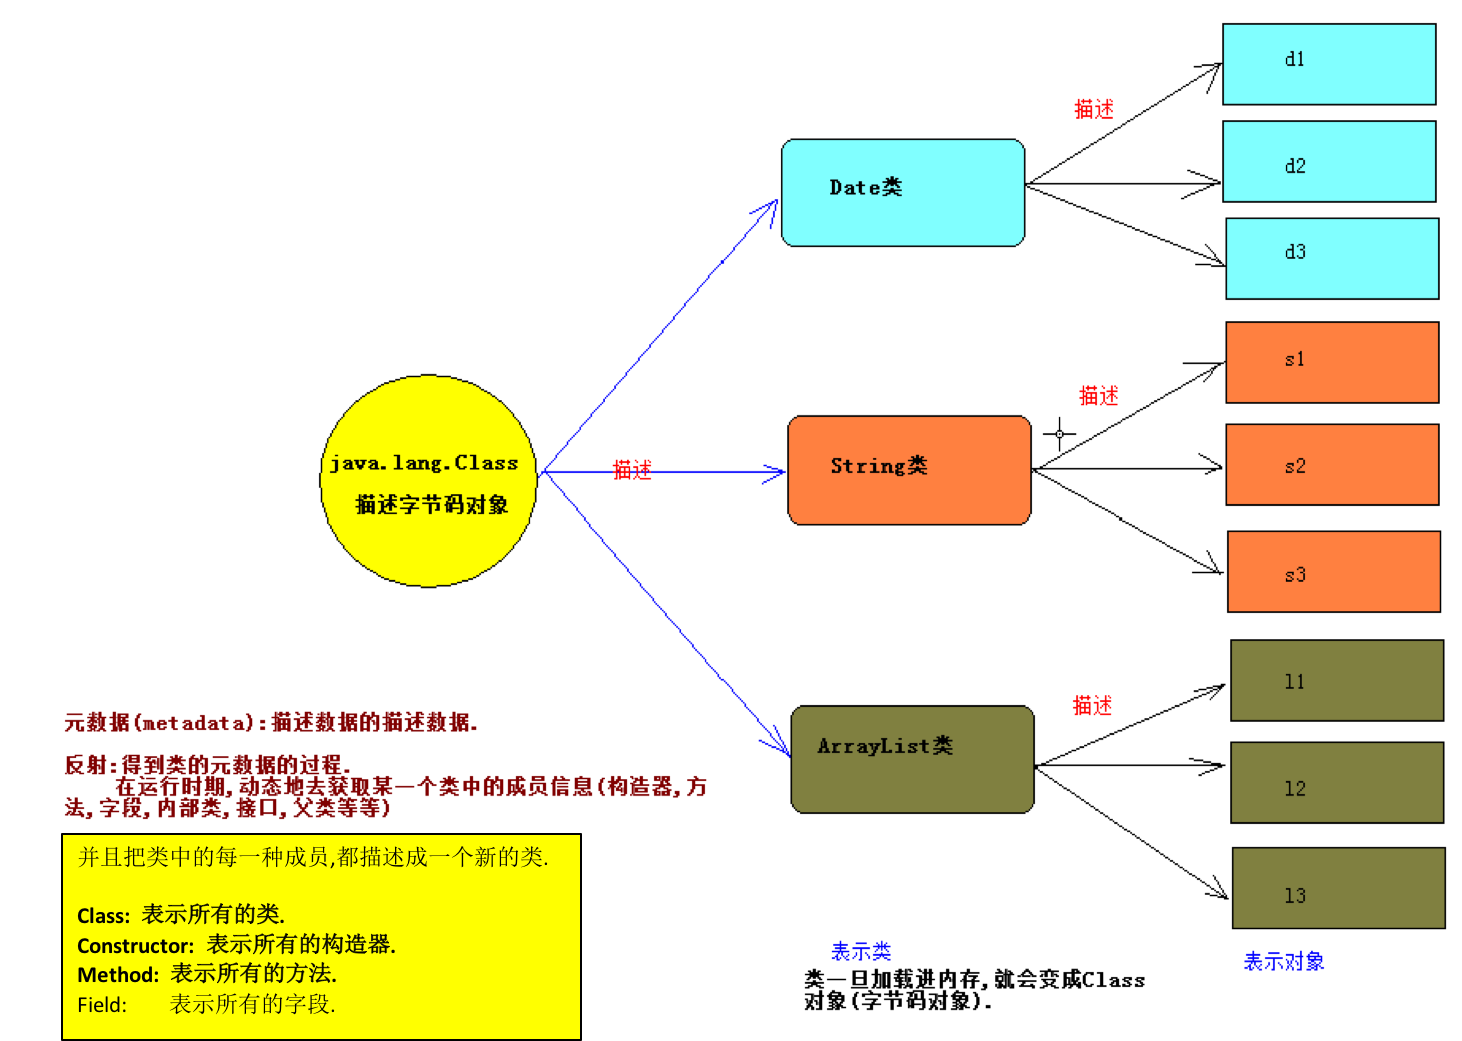 d1
描述
d2
Date类
d3
s1
描述
java.lang.Class
描述字节码对象
描述
String类
s2
s3
l1
描述
ArrayList类
l2
l3
元数据(metadata):描述数据的描述数据.
反射:得到类的元数据的过程.
在运行时期,动态地去获取某一个类中的成员信息(构造器,方
法,字段,内部类,接口,父类等等)
并且把类中的每一种成员,都描述成一个新的类.
Class: 表示所有的类.
Constructor: 表示所有的构造器.
Method: 表示所有的方法.
Field: 表示所有的字段.
表示类
类一旦加载进内存,就会变成Class
对象(字节码对象).
表示对象